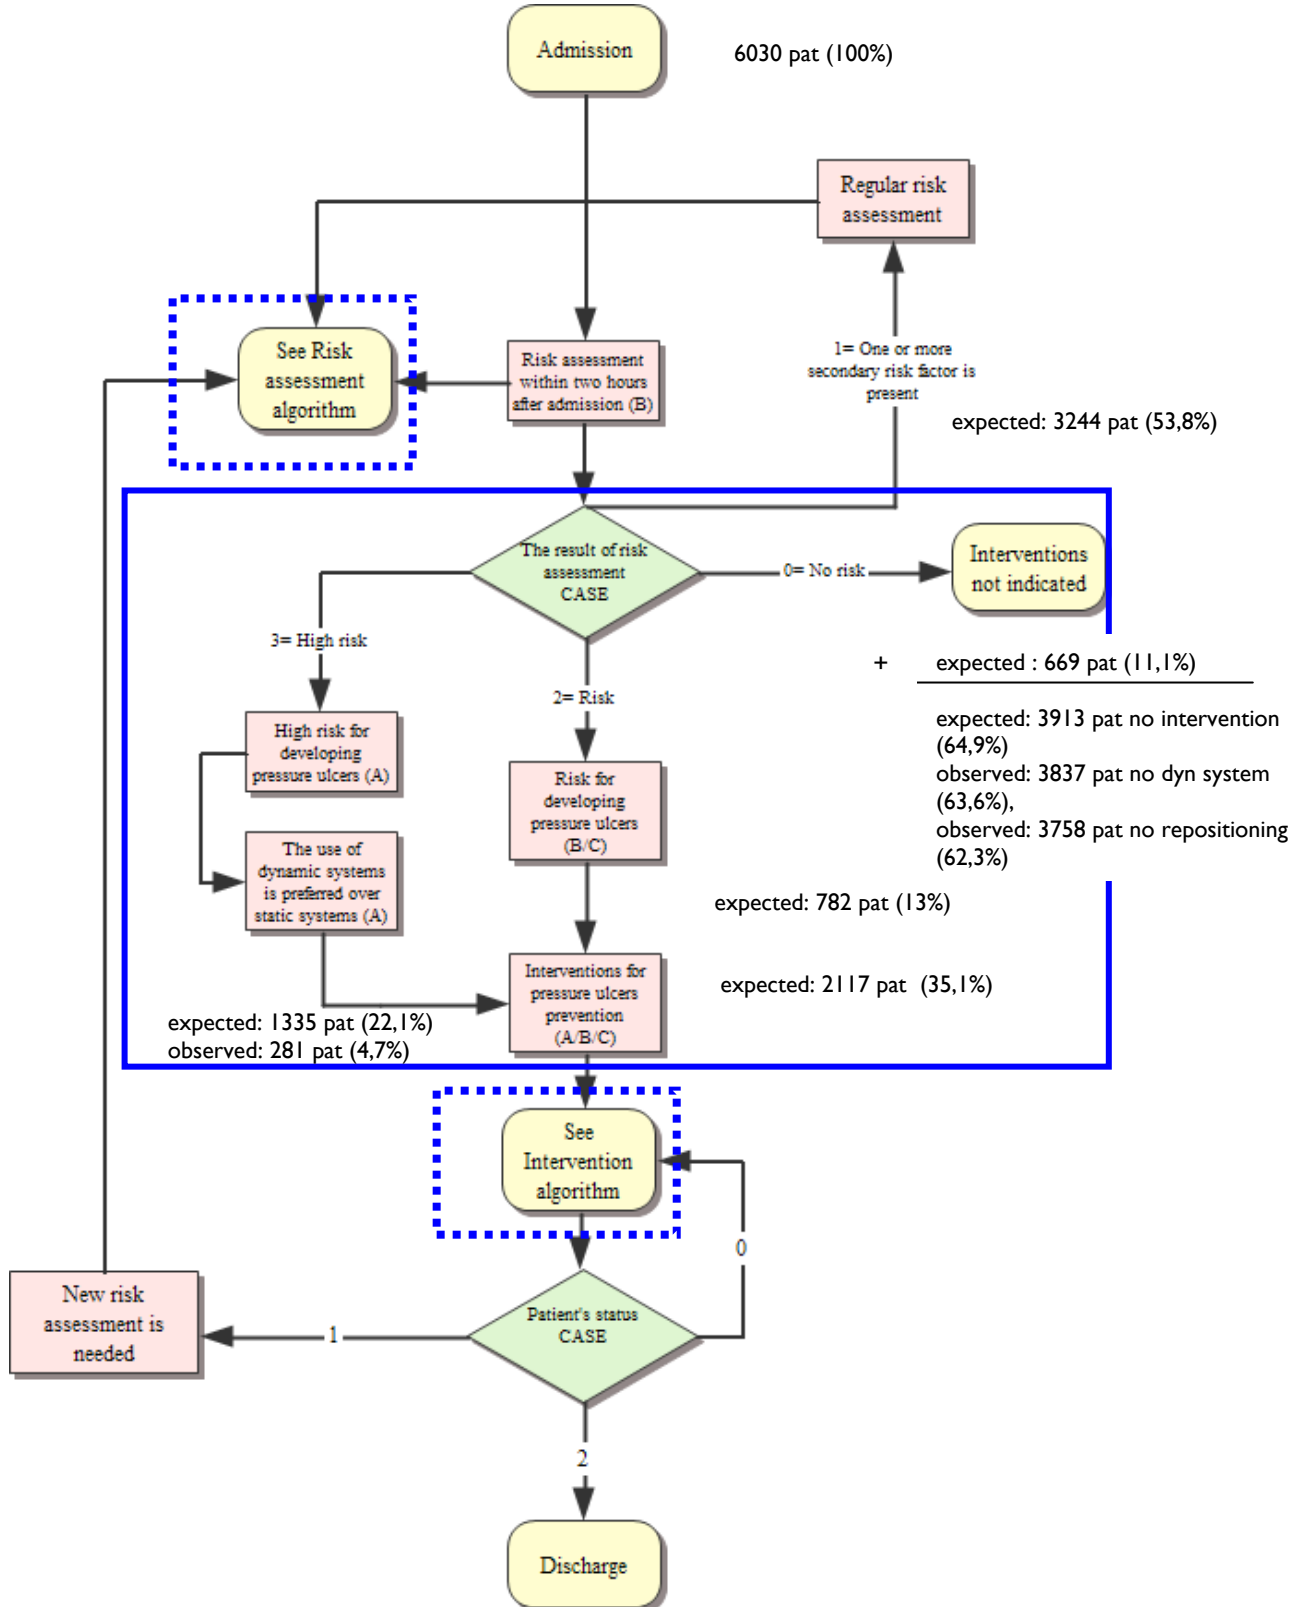 Admission
6030 pat (100%)
Regular risk
assessment
See Risk
assessment
algorithm
Risk assessment
within two hours
after admission (B)
1= One or more
secondary risk factor is
present
expected: 3244 pat (53,8%)
The result of risk
assessment
CASE
0= No risk
Interventions
not indicated
3= High risk
2= Risk
+ expected : 669 pat (11,1%)
expected: 3913 pat no intervention
(64,9%)
observed: 3837 pat no dyn system
(63,6%),
observed: 3758 pat no repositioning
(62,3%)
High risk for
developing
pressure ulcers (A)
Risk for
developing
pressure ulcers
(B/C)
The use of
dynamic systems
is preferred over
static systems (A)
expected: 782 pat (13%)
Interventions for
pressure ulcers
prevention
(A/B/C)
expected: 2117 pat (35,1%)
expected: 1335 pat (22,1%)
observed: 281 pat (4,7%)
See
Intervention
algorithm
0
New risk
assessment is
needed
1
Patient's status
CASE
2
Discharge